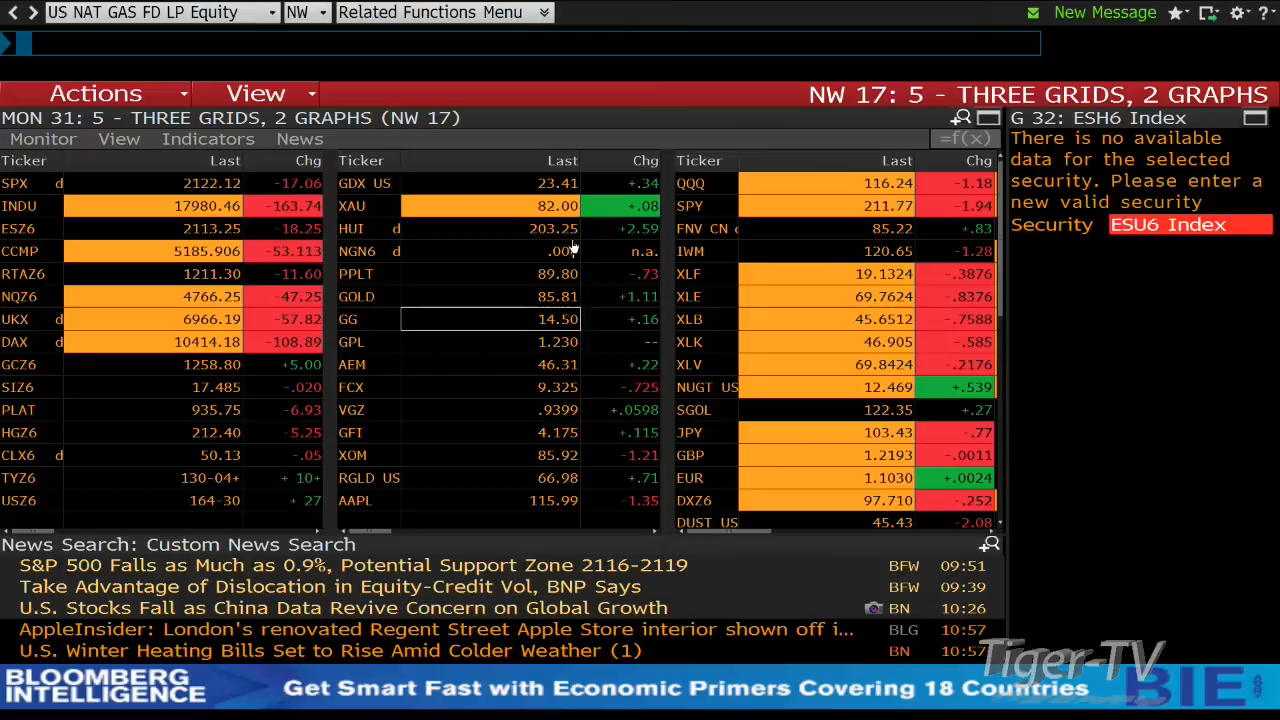 US NAT GAS FD LP Equity NW Related Functions Menu New Message ?
Actions View NW 17: 5 - THREE GRIDS, 2 GRAPHS
MON 31: 5 - THREE GRIDS, 2 GRAPHS (NW 17) G 32: ESH6 Index
Monitor View Indicators News =f(x)
There is no available
data for the selected
security. Please enter a
new valid security
Security ESU6 Index
Ticker Last Chg Ticker Last Chg Ticker Last Chg
SPX d 2122.12 -17.06 GDX US 23.41 +.34 QQQ 116.24 -1.18
INDU 17980.46 -163.74 XAU 82.00 +.08 SPY 211.77 -1.94
ESZ6 2113.25 -18.25 HUI d 203.25 +2.59 FNV CN 85.22 +.83
CCMP 5185.906 -53.113 NGN6 d n.a. IWM 120.65 -1.28
RTAZ6 1211.30 -11.60 PPLT 89.80 -.73 XLF 19.1324 -.3876
NQZ6 4766.25 -47.25 GOLD 85.81 +1.11 XLE 69.7624 -.8376
UKX d 6966.19 -57.82 GG 14.50 +.16 XLB 45.6512 -.7588
DAX d 10414.18 -108.89 GPL 1.230 -- XLK 46.905 -.585
GCZ6 1258.80 +5.00 AEM 46.31 +.22 XLV 69.8424 -.2176
SIZ6 17.485 -.020 FCX 9.325 -.725 NUGT US 12.469 +.539
PLAT 935.75 -6.93 VGZ .9399 +.0598 SGOL 122.35 +.27
HGZ6 212.40 -5.25 GFI 4.175 +.115 JPY 103.43 -.77
CLX6 d 50.13 -.05 XOM 85.92 -1.21 GBP 1.2193 -.0011
TYZ6 130-04+ + 10+ RGLD US 66.98 +.71 EUR 1.1030 +.0024
USZ6 164-30 + 27 AAPL 115.99 -1.35 DXZ6 97.710 -.252
DUST US 45.43 -2.08
News Search: Custom News Search
S&P 500 Falls as Much as 0.9%, Potential Support Zone 2116-2119 BFW 09:51
Take Advantage of Dislocation in Equity-Credit Vol, BNP Says BFW 09:39
U.S. Stocks Fall as China Data Revive Concern on Global Growth BN 10:26
AppleInsider: London's renovated Regent Street Apple Store interior shown off i... BLG 10:57
U.S. Winter Heating Bills Set to Rise Amid Colder Weather (1) BN 10:57
Tiger-TV
BLOOMBERG
INTELLIGENCE
Get Smart Fast with Economic Primers Covering 18 Countries
BIE